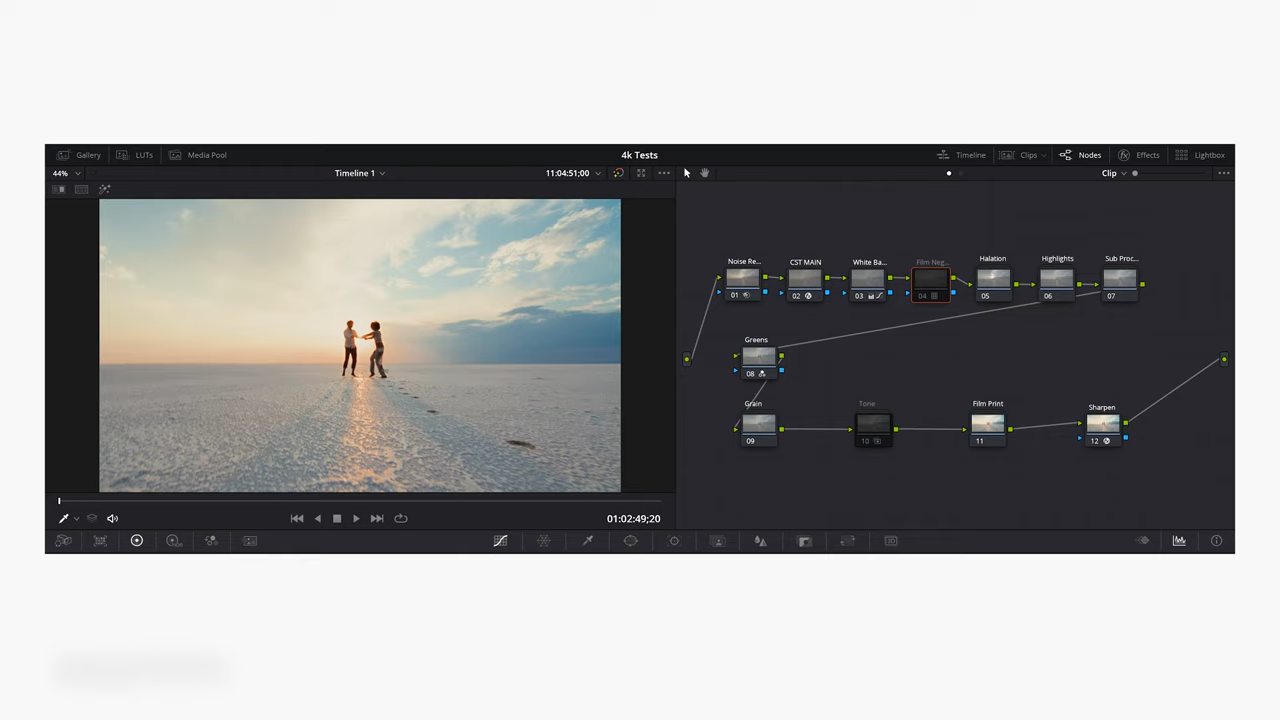 Gallery LUTs Media Pool 4k Tests Timeline Clips Nodes Effects Lightbox
44% Timeline 1 11:04:51;00 Clip
Noise Re... CST MAIN White Ba... Film Neg... Halation Highlights Sub Proc...
01 02 03 04 05 06 07
Greens
08
Grain Tone Film Print Sharpen
09 10 11 12
01:02:49;20
3D